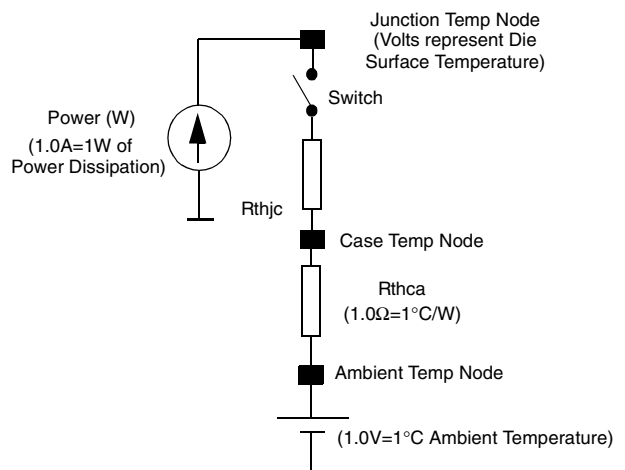 Junction Temp Node
(Volts represent Die
Surface Temperature)
Switch
Power (W)
(1.0A=1W of
Power Dissipation)
Rthjc
Case Temp Node
Rthca
(1.0Ω=1°C/W)
Ambient Temp Node
(1.0V=1°C Ambient Temperature)